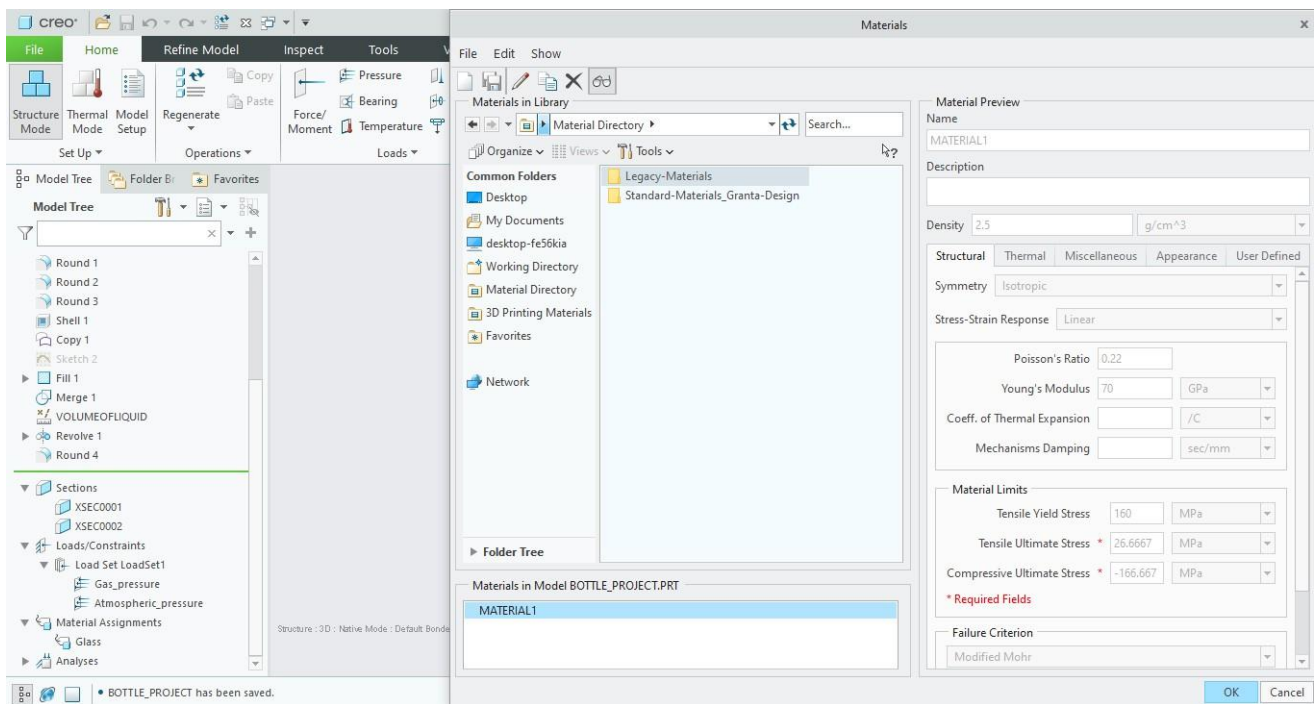 creo
Materials
File Home Refine Model Inspect Tools
Structure Mode
Thermal Mode
Model Setup
Regenerate
Copy
Paste
Force/ Moment
Pressure
Bearing
Temperature
Set Up Operations Loads
Model Tree Favorites
Model Tree
Round 1
Round 2
Round 3
Shell 1
Copy 1
Sketch 2
Fill 1
Merge 1
VOLUMEOFLIQUID
Revolve 1
Round 4
Sections
XSEC0001
XSEC0002
Loads/Constraints
Load Set LoadSet1
Gas_pressure
Atmospheric_pressure
Material Assignments
Glass
Analyses
• BOTTLE_PROJECT has been saved.
Structure : 3D : Native Mode : Default Bonde
File Edit Show
Materials in Library
Material Directory Search...
Organize Views Tools
Common Folders
Desktop
My Documents
desktop-fe56kia
Working Directory
Material Directory
3D Printing Materials
Favorites
Network
Folder Tree
Legacy-Materials
Standard-Materials_Granta-Design
Materials in Model BOTTLE_PROJECT.PRT
MATERIAL1
Material Preview
Name
MATERIAL1
Description
Density 2.5 g/cm^3
Structural Thermal Miscellaneous Appearance User Defined
Symmetry Isotropic
Stress-Strain Response Linear
Poisson's Ratio 0.22
Young's Modulus 70 GPa
Coeff. of Thermal Expansion /C
Mechanisms Damping sec/mm
Material Limits
Tensile Yield Stress 160 MPa
Tensile Ultimate Stress * 26.6667 MPa
Compressive Ultimate Stress * -166.667 MPa
* Required Fields
Failure Criterion
Modified Mohr
OK Cancel